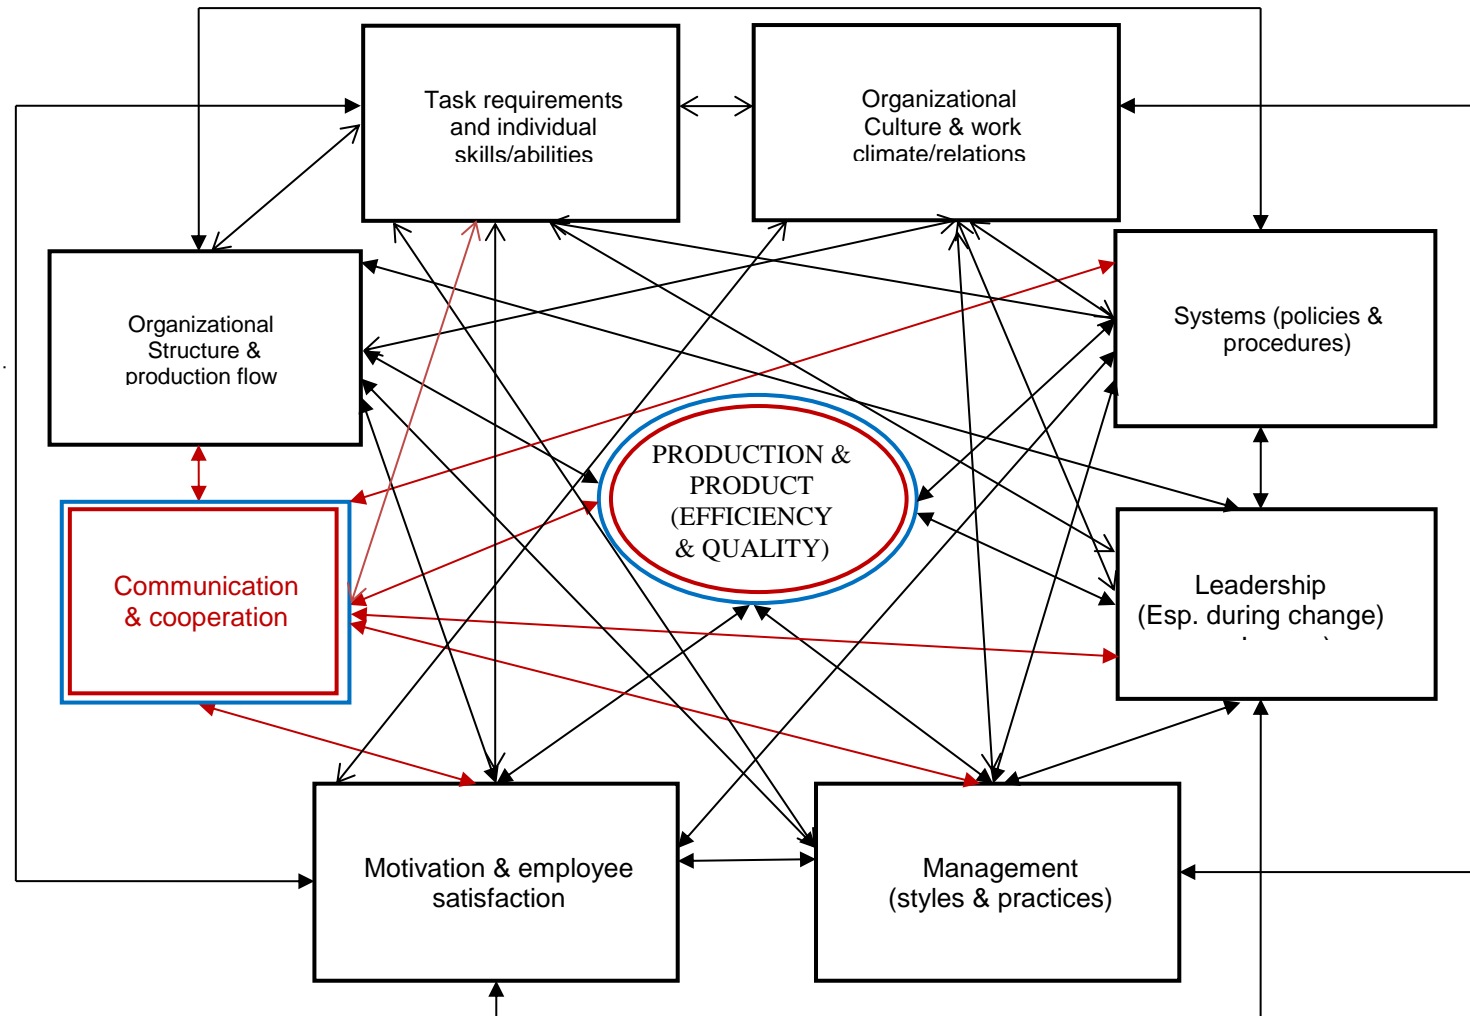 Task requirements
and individual
skills/abilities
Organizational
Culture & work
climate/relations
Organizational
Structure &
production flow
Systems (policies &
procedures)
PRODUCTION &
PRODUCT
(EFFICIENCY
& QUALITY)
Communication
& cooperation
Leadership
(Esp. during change)
Motivation & employee
satisfaction
Management
(styles & practices)